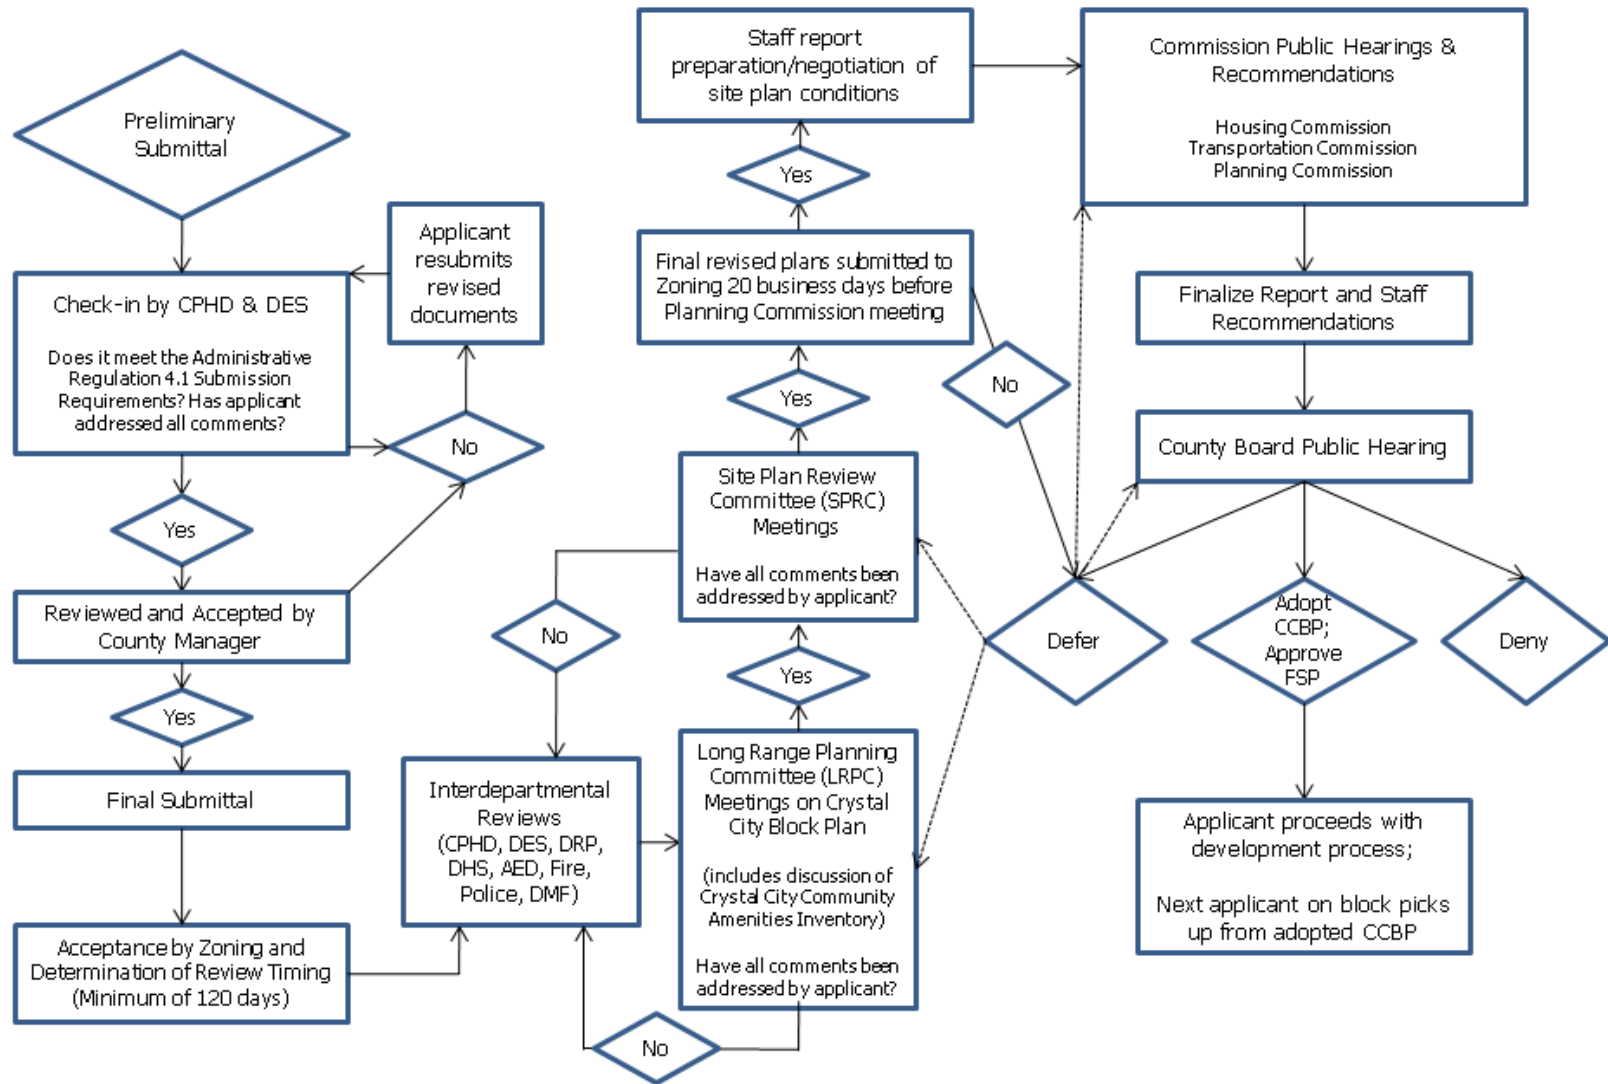 Preliminary
Submittal
Check-in by CPHD & DES
Does it meet the Administrative
Regulation 4.1 Submission
Requirements? Has applicant
addressed all comments?
Applicant
resubmits
revised
documents
No
Yes
Reviewed and Accepted by
County Manager
Yes
Final Submittal
Acceptance by Zoning and
Determination of Review Timing
(Minimum of 120 days)
Interdepartmental
Reviews
(CPHD, DES, DRP,
DHS, AED, Fire,
Police, DMF)
No
No
Long Range Planning
Committee (LRPC)
Meetings on Crystal
City Block Plan
(includes discussion of
Crystal City Community
Amenities Inventory)
Have all comments been
addressed by applicant?
Yes
Site Plan Review
Committee (SPRC)
Meetings
Have all comments been
addressed by applicant?
Yes
Final revised plans submitted to
Zoning 20 business days before
Planning Commission meeting
No
Yes
Staff report
preparation/negotiation of
site plan conditions
Commission Public Hearings &
Recommendations
Housing Commission
Transportation Commission
Planning Commission
Finalize Report and Staff
Recommendations
County Board Public Hearing
Defer
Adopt
CCBP;
Approve
FSP
Deny
Applicant proceeds with
development process;
Next applicant on block picks
up from adopted CCBP